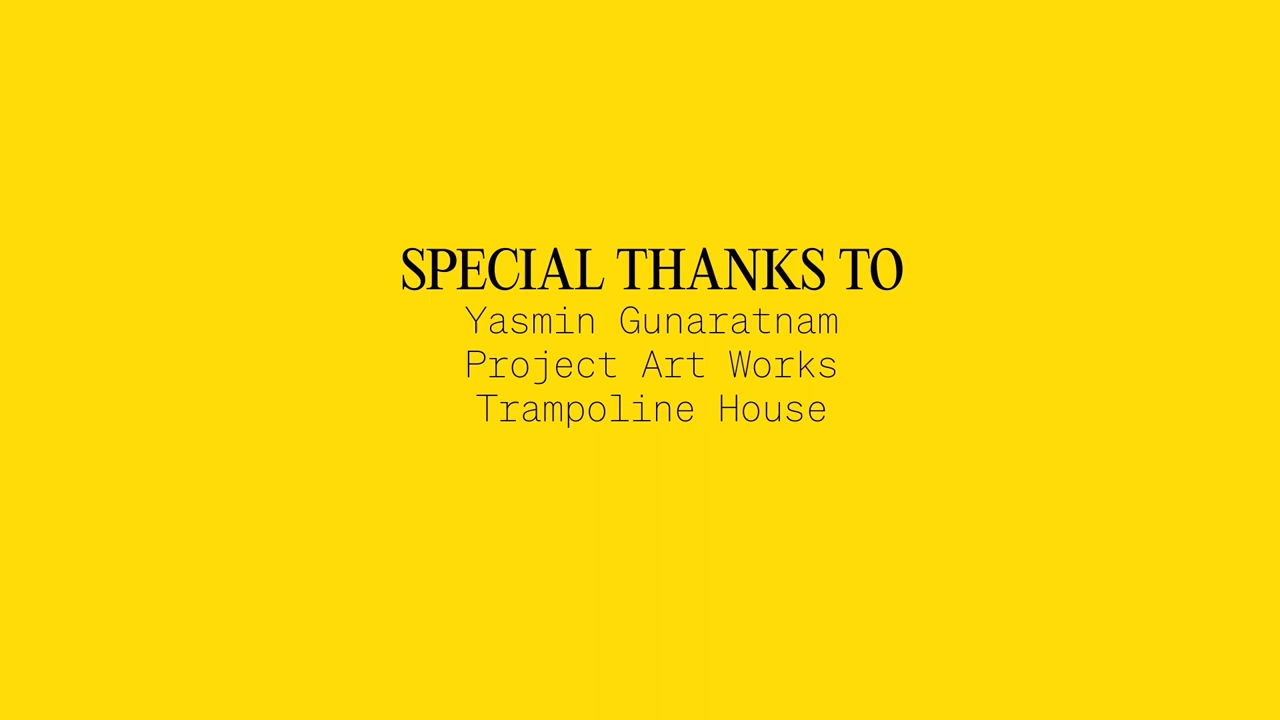 SPECIAL THANKS TO
Yasmin Gunaratnam
Project Art Works
Trampoline House